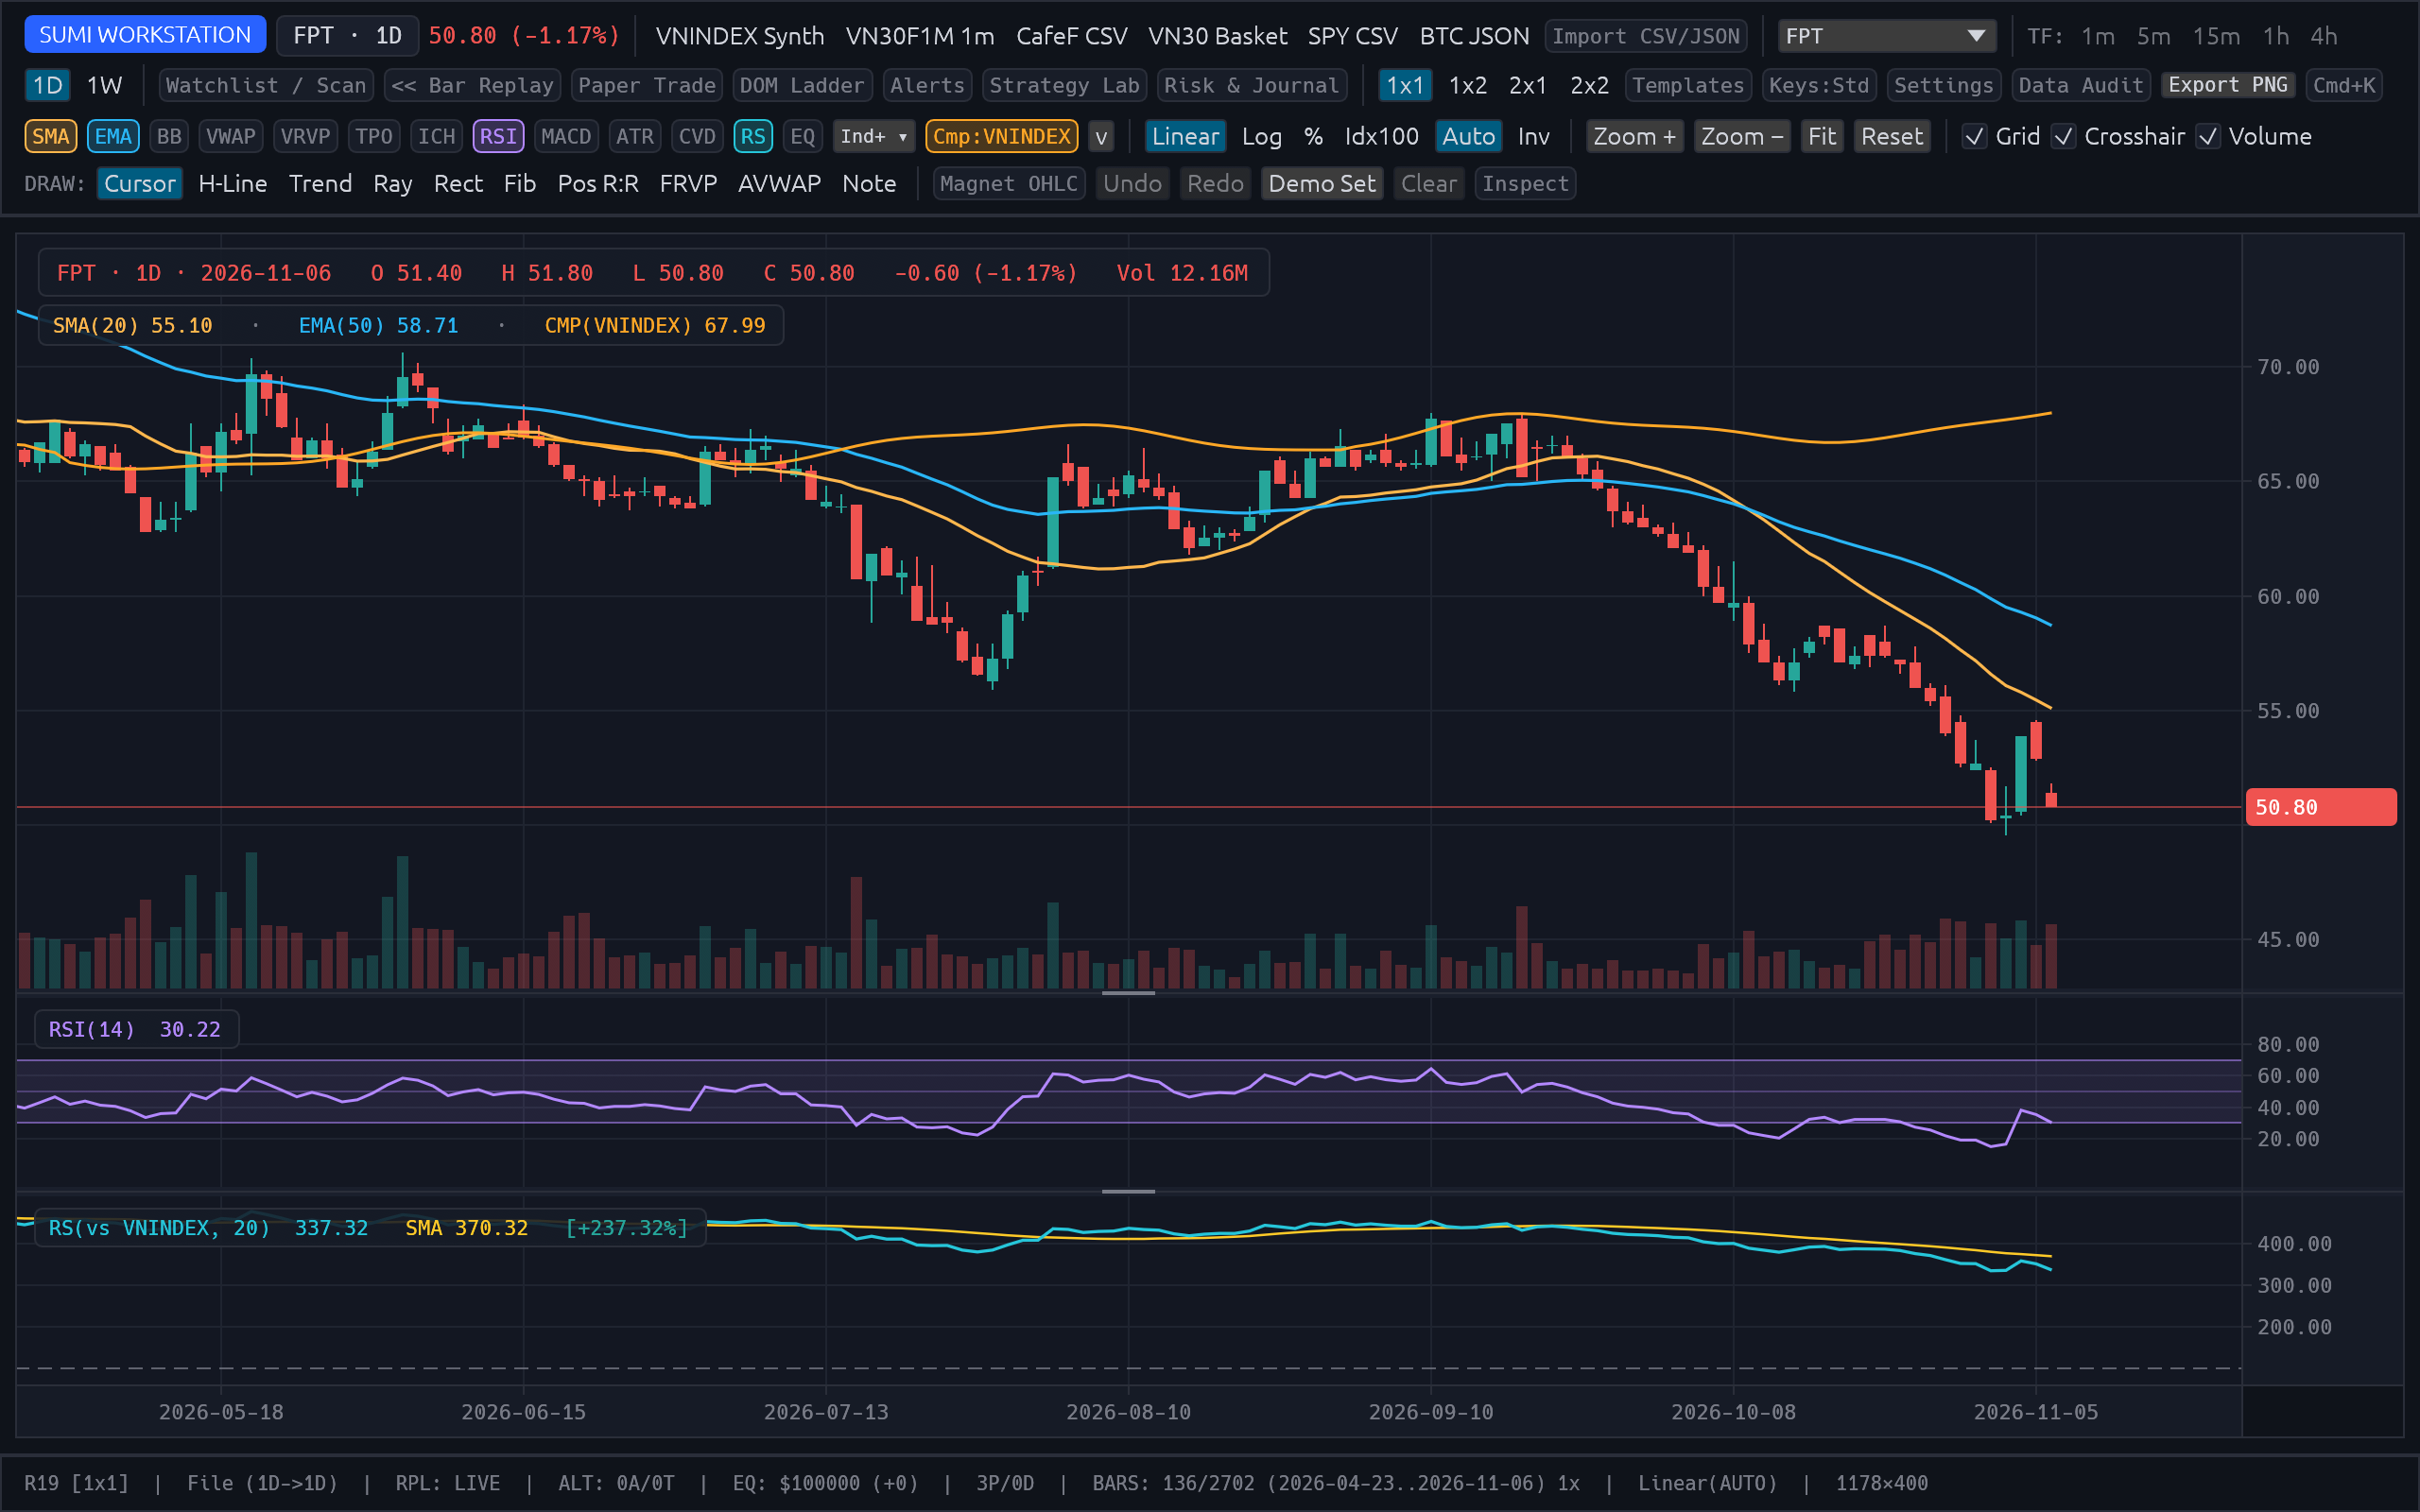 SUMI WORKSTATION FPT · 1D 50.80 (-1.17%) VNINDEX Synth VN30F1M 1m CafeF CSV VN30 Basket SPY CSV BTC JSON Import CSV/JSON FPT TF: 1m 5m 15m 1h 4h
1D 1W Watchlist / Scan << Bar Replay Paper Trade DOM Ladder Alerts Strategy Lab Risk & Journal 1x1 1x2 2x1 2x2 Templates Keys:Std Settings Data Audit Export PNG Cmd+K
SMA EMA BB VWAP VRVP TPO ICH RSI MACD ATR CVD RS EQ Ind+ ▾ Cmp:VNINDEX v Linear Log % Idx100 Auto Inv Zoom + Zoom − Fit Reset Grid Crosshair Volume
DRAW: Cursor H-Line Trend Ray Rect Fib Pos R:R FRVP AVWAP Note Magnet OHLC Undo Redo Demo Set Clear Inspect
FPT · 1D · 2026-11-06 O 51.40 H 51.80 L 50.80 C 50.80 -0.60 (-1.17%) Vol 12.16M
SMA(20) 55.10 · EMA(50) 58.71 · CMP(VNINDEX) 67.99
70.00
65.00
60.00
55.00
50.80
45.00
RSI(14) 30.22
80.00
60.00
40.00
20.00
RS(vs VNINDEX, 20) 337.32 SMA 370.32 [+237.32%]
400.00
300.00
200.00
2026-05-18 2026-06-15 2026-07-13 2026-08-10 2026-09-10 2026-10-08 2026-11-05
R19 [1x1] | File (1D->1D) | RPL: LIVE | ALT: 0A/0T | EQ: $100000 (+0) | 3P/0D | BARS: 136/2702 (2026-04-23..2026-11-06) 1x | Linear(AUTO) | 1178×400